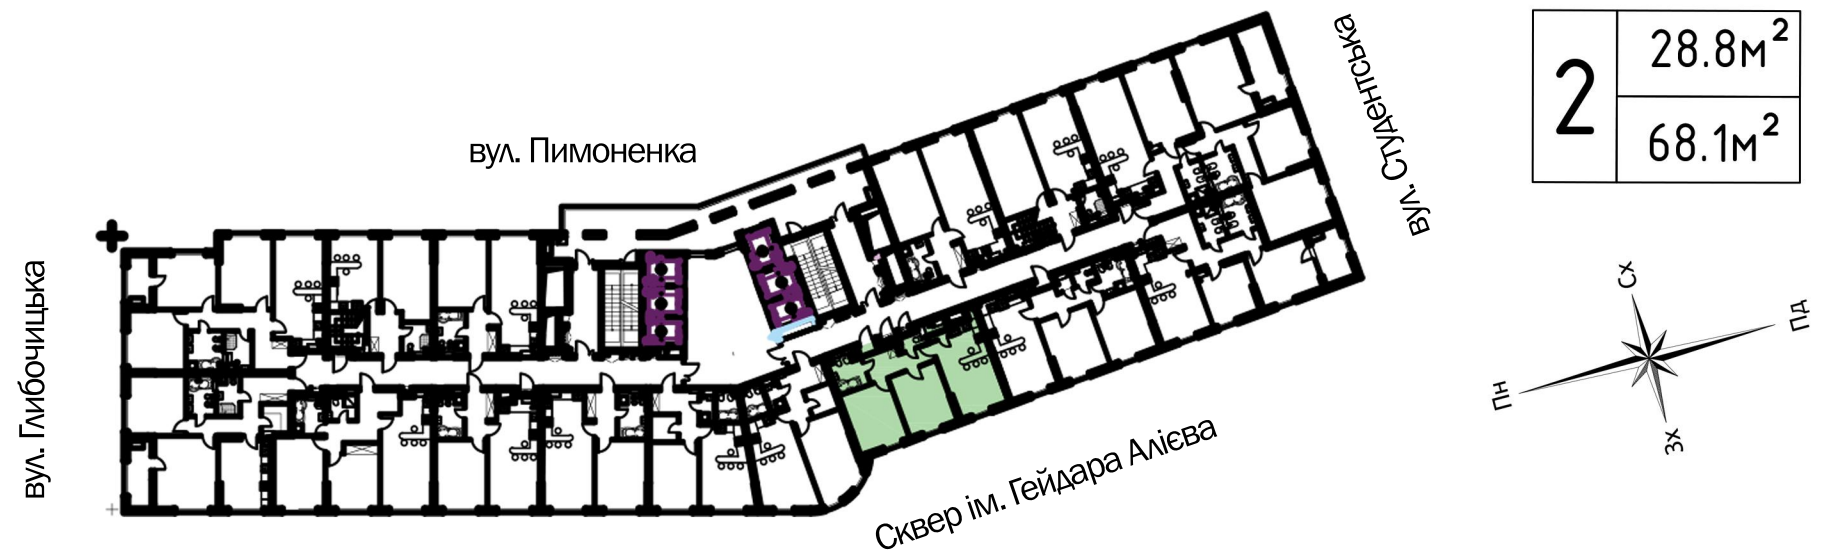 вул. Пимоненка
вул. Глибочицька
вул. Студентська
Сквер ім. Гейдара Алієва
2
28.8м²
68.1м²
Сх
Пд
Пн
Зх